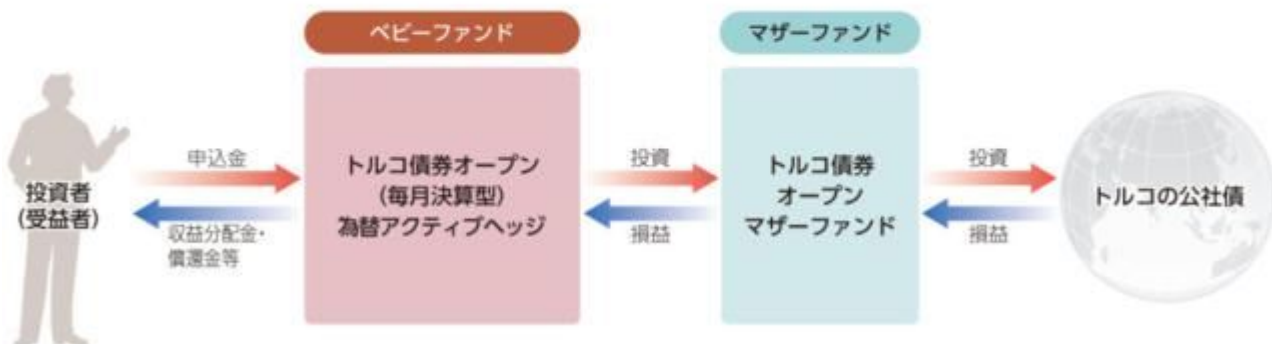 ベビーファンド
マザーファンド
投資者
(受益者)
申込金
収益分配金・
償還金等
トルコ債券オープン
(毎月決算型)
為替アクティブヘッジ
投資
損益
トルコ債券
オープン
マザーファンド
投資
損益
トルコの公社債